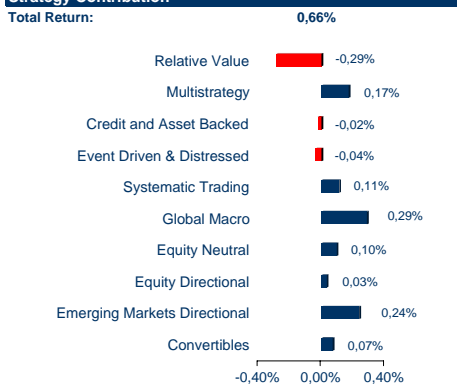 Strategy Contribution
Total Return: 0,66%
Relative Value -0,29%
Multistrategy 0,17%
Credit and Asset Backed -0,02%
Event Driven & Distressed -0,04%
Systematic Trading 0,11%
Global Macro 0,29%
Equity Neutral 0,10%
Equity Directional 0,03%
Emerging Markets Directional 0,24%
Convertibles 0,07%
-0,40% 0,00% 0,40%